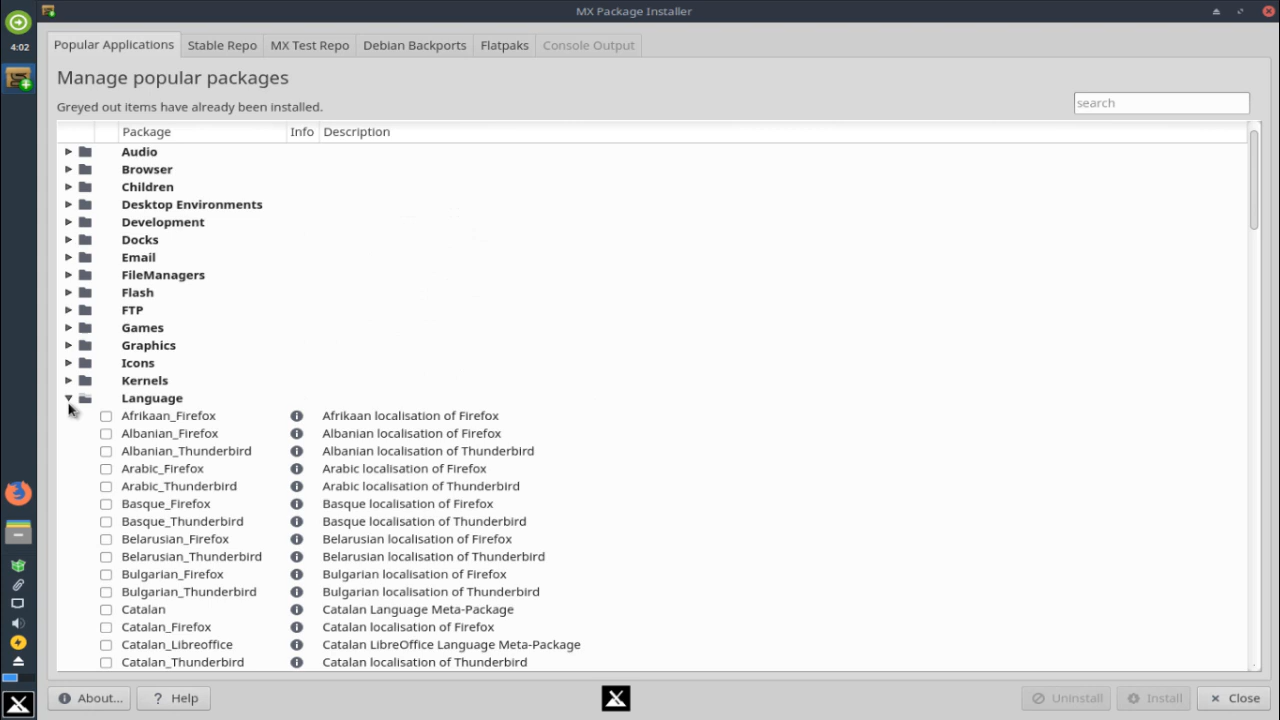 MX Package Installer
4:02
Popular Applications Stable Repo MX Test Repo Debian Backports Flatpaks Console Output
Manage popular packages
Greyed out items have already been installed.
search
Package Info Description
Audio
Browser
Children
Desktop Environments
Development
Docks
Email
FileManagers
Flash
FTP
Games
Graphics
Icons
Kernels
Language
Afrikaan_Firefox Afrikaan localisation of Firefox
Albanian_Firefox Albanian localisation of Firefox
Albanian_Thunderbird Albanian localisation of Thunderbird
Arabic_Firefox Arabic localisation of Firefox
Arabic_Thunderbird Arabic localisation of Thunderbird
Basque_Firefox Basque localisation of Firefox
Basque_Thunderbird Basque localisation of Thunderbird
Belarusian_Firefox Belarusian localisation of Firefox
Belarusian_Thunderbird Belarusian localisation of Thunderbird
Bulgarian_Firefox Bulgarian localisation of Firefox
Bulgarian_Thunderbird Bulgarian localisation of Thunderbird
Catalan Catalan Language Meta-Package
Catalan_Firefox Catalan localisation of Firefox
Catalan_Libreoffice Catalan LibreOffice Language Meta-Package
Catalan_Thunderbird Catalan localisation of Thunderbird
About... Help Uninstall Install Close